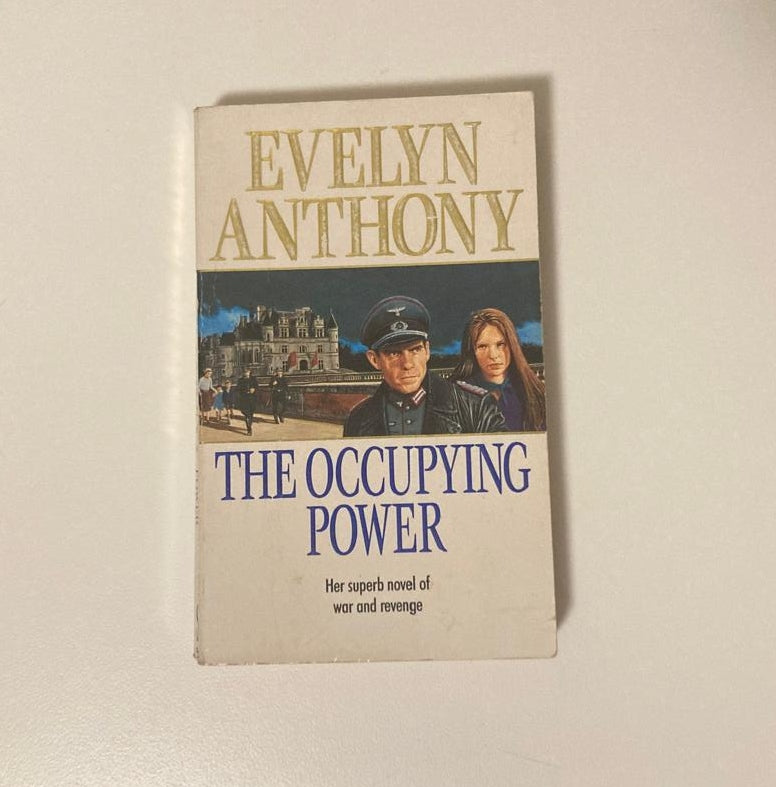 EVELYN
ANTHONY
THE OCCUPYING
POWER
Her superb novel of
war and revenge